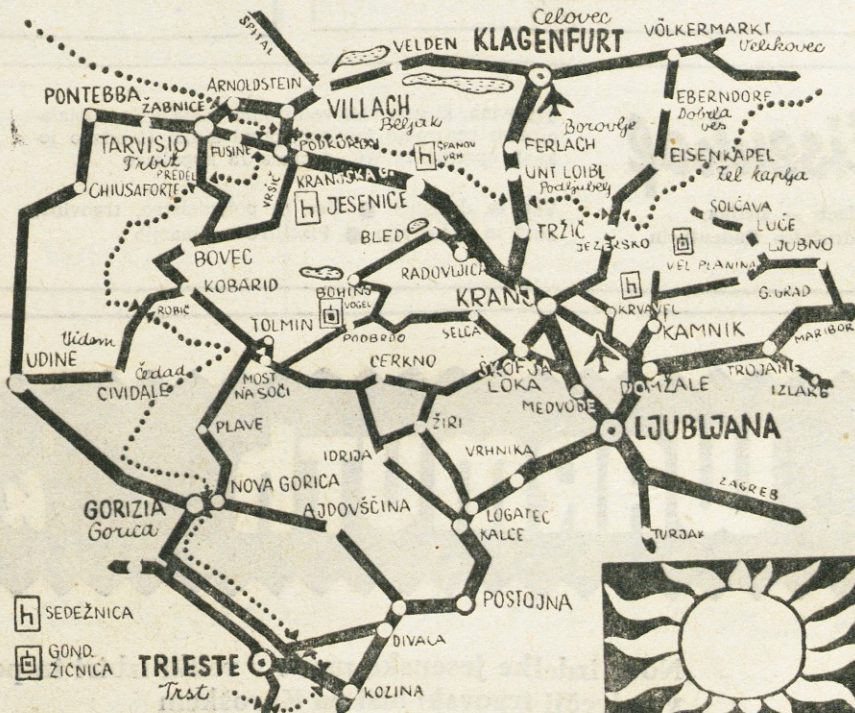 SPITAL
Celovec
KLAGENFURT
VÖLKERMARKT
Velikovec
VELDEN
ARNOLDSTEIN
PONTEBBA
ŽABNICE
VILLACH
Beljak
EBERNDORF
Dobrla
ves
TARVISIO
Trbiž
FUSINE
PODKOREN
ŠPANOV
VRH
Borovlje
FERLACH
EISENKAPEL
Žel. kaplja
PREDEL
CHIUSAFORTE
VRŠIČ
KRANJSKA G.
JESENICE
UNT LOIBL
Podljubelj
SOLČAVA
LUČE
LJUBNO
BLED
TRŽIČ
JEZERSKO
VEL. PLANINA
BOVEC
RADOVLJICA
KOBARID
BOHINJ
VOGEL
KRANJ
KRVAVEC
G. GRAD
ROBIČ
TOLMIN
PODBRDO
SELCA
KAMNIK
MARIBOR
Videm
UDINE
Čedad
CIVIDALE
MOST
NA SOČI
CERKNO
ŠKOFJA
LOKA
DOMŽALE
TROJANE
IZLAKE
MEDVODE
PLAVE
ŽIRI
LJUBLJANA
IDRIJA
VRHNIKA
NOVA GORICA
ZAGREB
GORIZIA
Gorica
AJDOVŠČINA
LOGATEC
KALCE
TURJAK
SEDEŽNICA
POSTOJNA
GOND.
ŽIČNICA
DIVAČA
TRIESTE
Trst
KOZINA